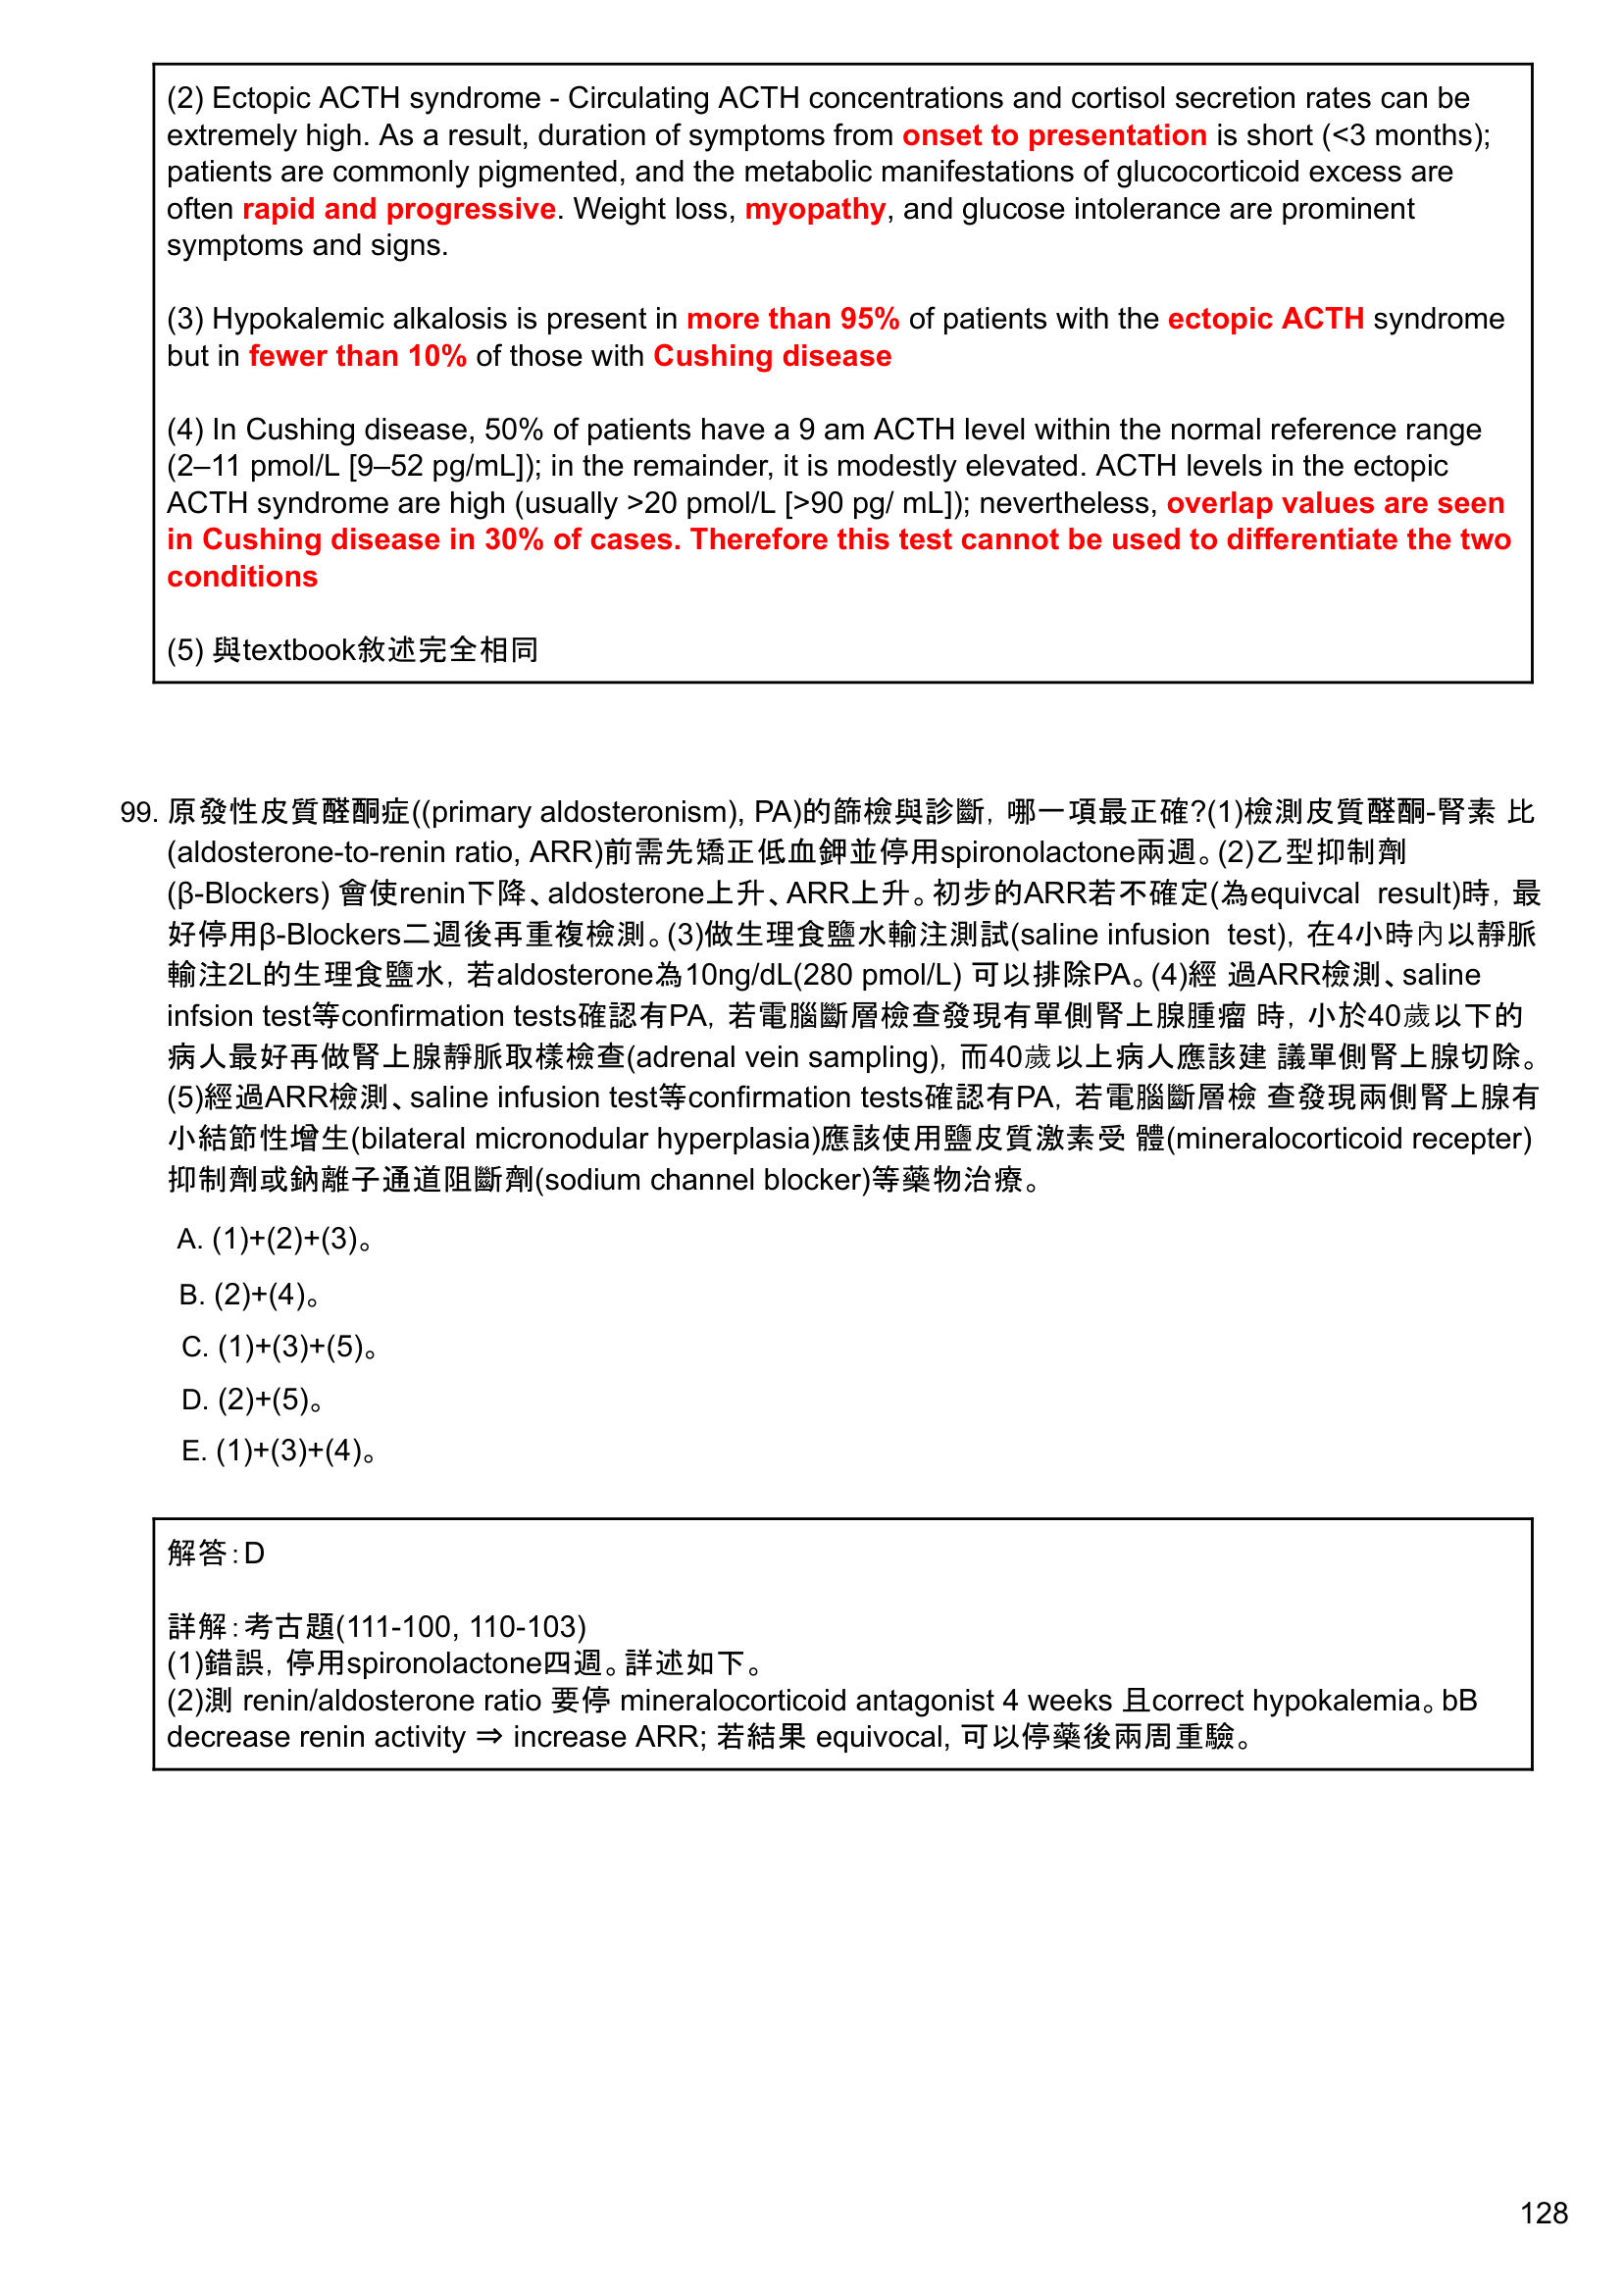 (2) Ectopic ACTH syndrome - Circulating ACTH concentrations and cortisol secretion rates can be
extremely high. As a result, duration of symptoms from onset to presentation is short (<3 months);
patients are commonly pigmented, and the metabolic manifestations of glucocorticoid excess are
often rapid and progressive. Weight loss, myopathy, and glucose intolerance are prominent
symptoms and signs.
(3) Hypokalemic alkalosis is present in more than 95% of patients with the ectopic ACTH syndrome
but in fewer than 10% of those with Cushing disease
(4) In Cushing disease, 50% of patients have a 9 am ACTH level within the normal reference range
(2–11 pmol/L [9–52 pg/mL]); in the remainder, it is modestly elevated. ACTH levels in the ectopic
ACTH syndrome are high (usually >20 pmol/L [>90 pg/ mL]); nevertheless, overlap values are seen
in Cushing disease in 30% of cases. Therefore this test cannot be used to differentiate the two
conditions
(5) 與textbook敘述完全相同
99. 原發性皮質醛酮症((primary aldosteronism), PA)的篩檢與診斷，哪一項最正確?(1)檢測皮質醛酮-腎素 比
(aldosterone-to-renin ratio, ARR)前需先矯正低血鉀並停用spironolactone兩週。(2)乙型抑制劑
(β-Blockers) 會使renin下降、aldosterone上升、ARR上升。初步的ARR若不確定(為equivcal result)時，最
好停用β-Blockers二週後再重複檢測。(3)做生理食鹽水輸注測試(saline infusion test)，在4小時內以靜脈
輸注2L的生理食鹽水，若aldosterone為10ng/dL(280 pmol/L) 可以排除PA。(4)經 過ARR檢測、saline
infsion test等confirmation tests確認有PA，若電腦斷層檢查發現有單側腎上腺腫瘤 時，小於40歲以下的
病人最好再做腎上腺靜脈取樣檢查(adrenal vein sampling)，而40歲以上病人應該建 議單側腎上腺切除。
(5)經過ARR檢測、saline infusion test等confirmation tests確認有PA，若電腦斷層檢 查發現兩側腎上腺有
小結節性增生(bilateral micronodular hyperplasia)應該使用鹽皮質激素受 體(mineralocorticoid recepter)
抑制劑或鈉離子通道阻斷劑(sodium channel blocker)等藥物治療。
A. (1)+(2)+(3)。
B. (2)+(4)。
C. (1)+(3)+(5)。
D. (2)+(5)。
E. (1)+(3)+(4)。
解答：D
詳解：考古題(111-100, 110-103)
(1)錯誤，停用spironolactone四週。詳述如下。
(2)測 renin/aldosterone ratio 要停 mineralocorticoid antagonist 4 weeks 且correct hypokalemia。bB
decrease renin activity ⇒ increase ARR; 若結果 equivocal, 可以停藥後兩周重驗。
128